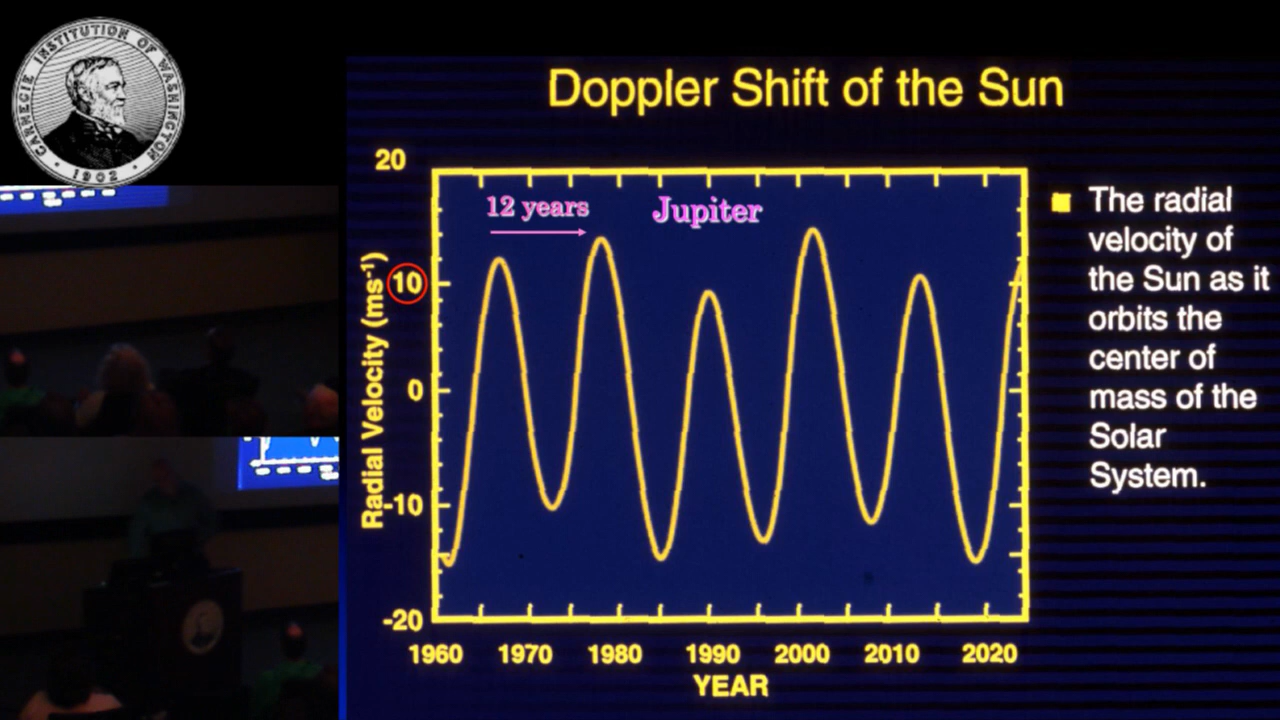 CARNEGIE INSTITUTION OF WASHINGTON
1902
Doppler Shift of the Sun
20
10
0
-10
-20
Radial Velocity (ms⁻¹)
12 years
Jupiter
1960 1970 1980 1990 2000 2010 2020
YEAR
The radial
velocity of
the Sun as it
orbits the
center of
mass of the
Solar
System.